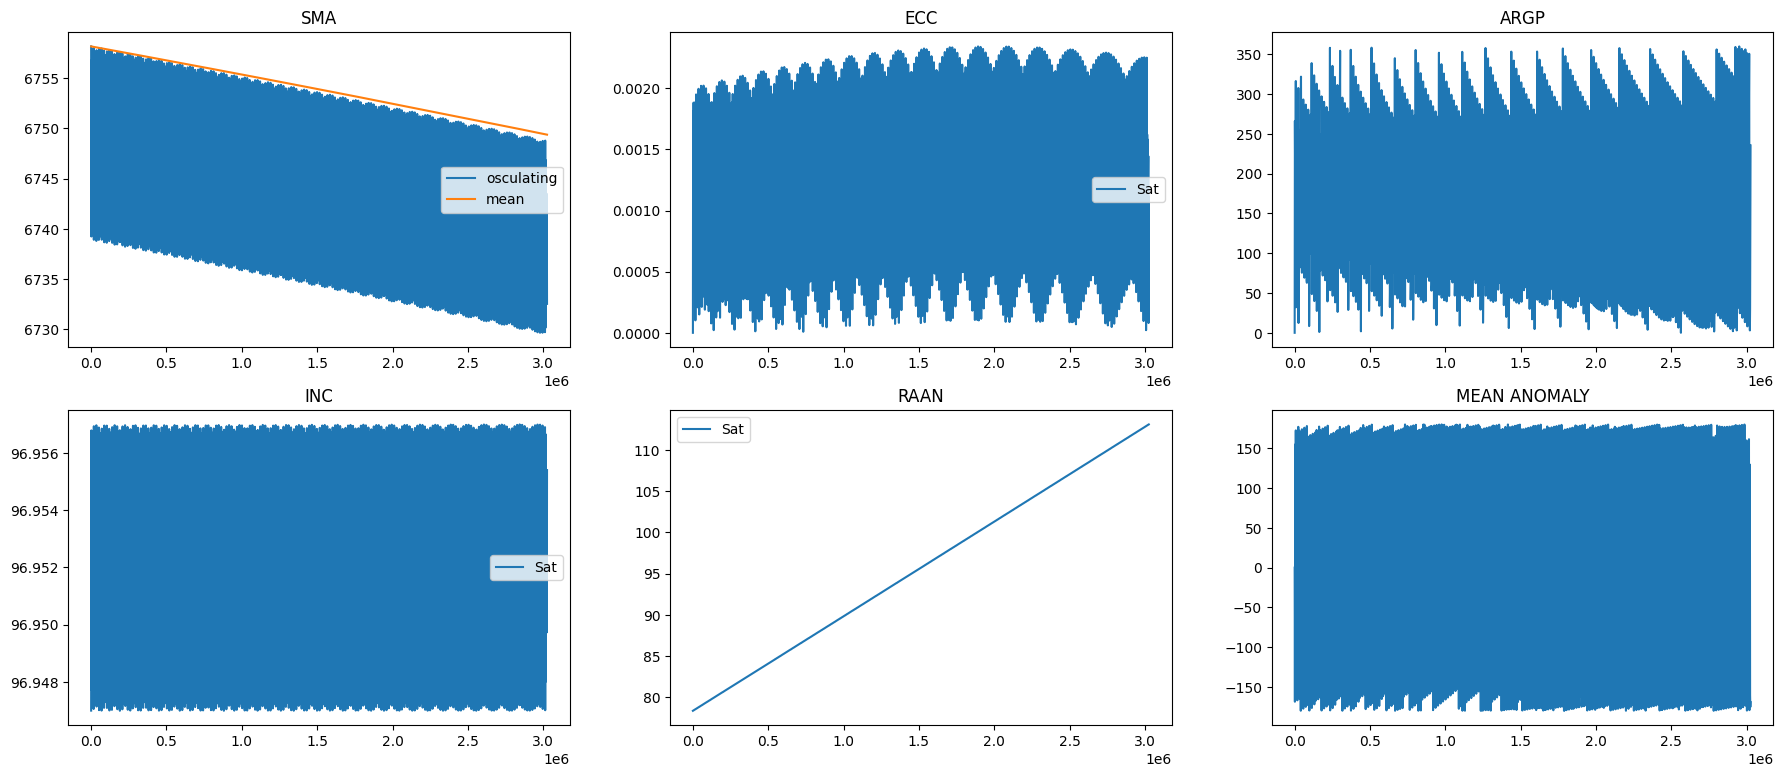 SMA
6755
6750
6745
6740
6735
6730
osculating
mean
0.0 0.5 1.0 1.5 2.0 2.5 3.0
1e6
ECC
0.0020
0.0015
0.0010
0.0005
0.0000
Sat
0.0 0.5 1.0 1.5 2.0 2.5 3.0
1e6
ARGP
350
300
250
200
150
100
50
0
0.0 0.5 1.0 1.5 2.0 2.5 3.0
1e6
INC
96.956
96.954
96.952
96.950
96.948
Sat
0.0 0.5 1.0 1.5 2.0 2.5 3.0
1e6
RAAN
Sat
110
105
100
95
90
85
80
0.0 0.5 1.0 1.5 2.0 2.5 3.0
1e6
MEAN ANOMALY
150
100
50
0
−50
−100
−150
0.0 0.5 1.0 1.5 2.0 2.5 3.0
1e6